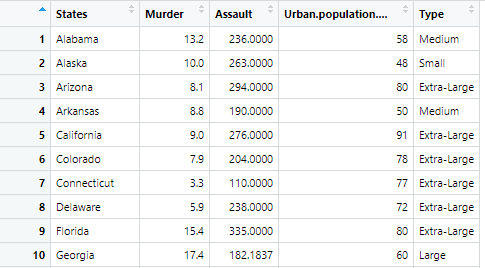 States Murder Assault Urban.population.... Type
1 Alabama 13.2 236.0000 58 Medium
2 Alaska 10.0 263.0000 48 Small
3 Arizona 8.1 294.0000 80 Extra-Large
4 Arkansas 8.8 190.0000 50 Medium
5 California 9.0 276.0000 91 Extra-Large
6 Colorado 7.9 204.0000 78 Extra-Large
7 Connecticut 3.3 110.0000 77 Extra-Large
8 Delaware 5.9 238.0000 72 Extra-Large
9 Florida 15.4 335.0000 80 Extra-Large
10 Georgia 17.4 182.1837 60 Large